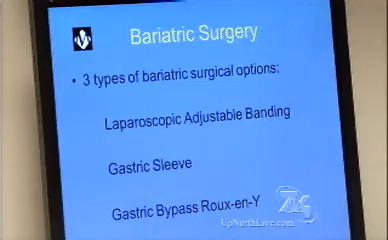 Bariatric Surgery
• 3 types of bariatric surgical options:
Laparoscopic Adjustable Banding
Gastric Sleeve
Gastric Bypass Roux-en-Y
UpNorthLive.com